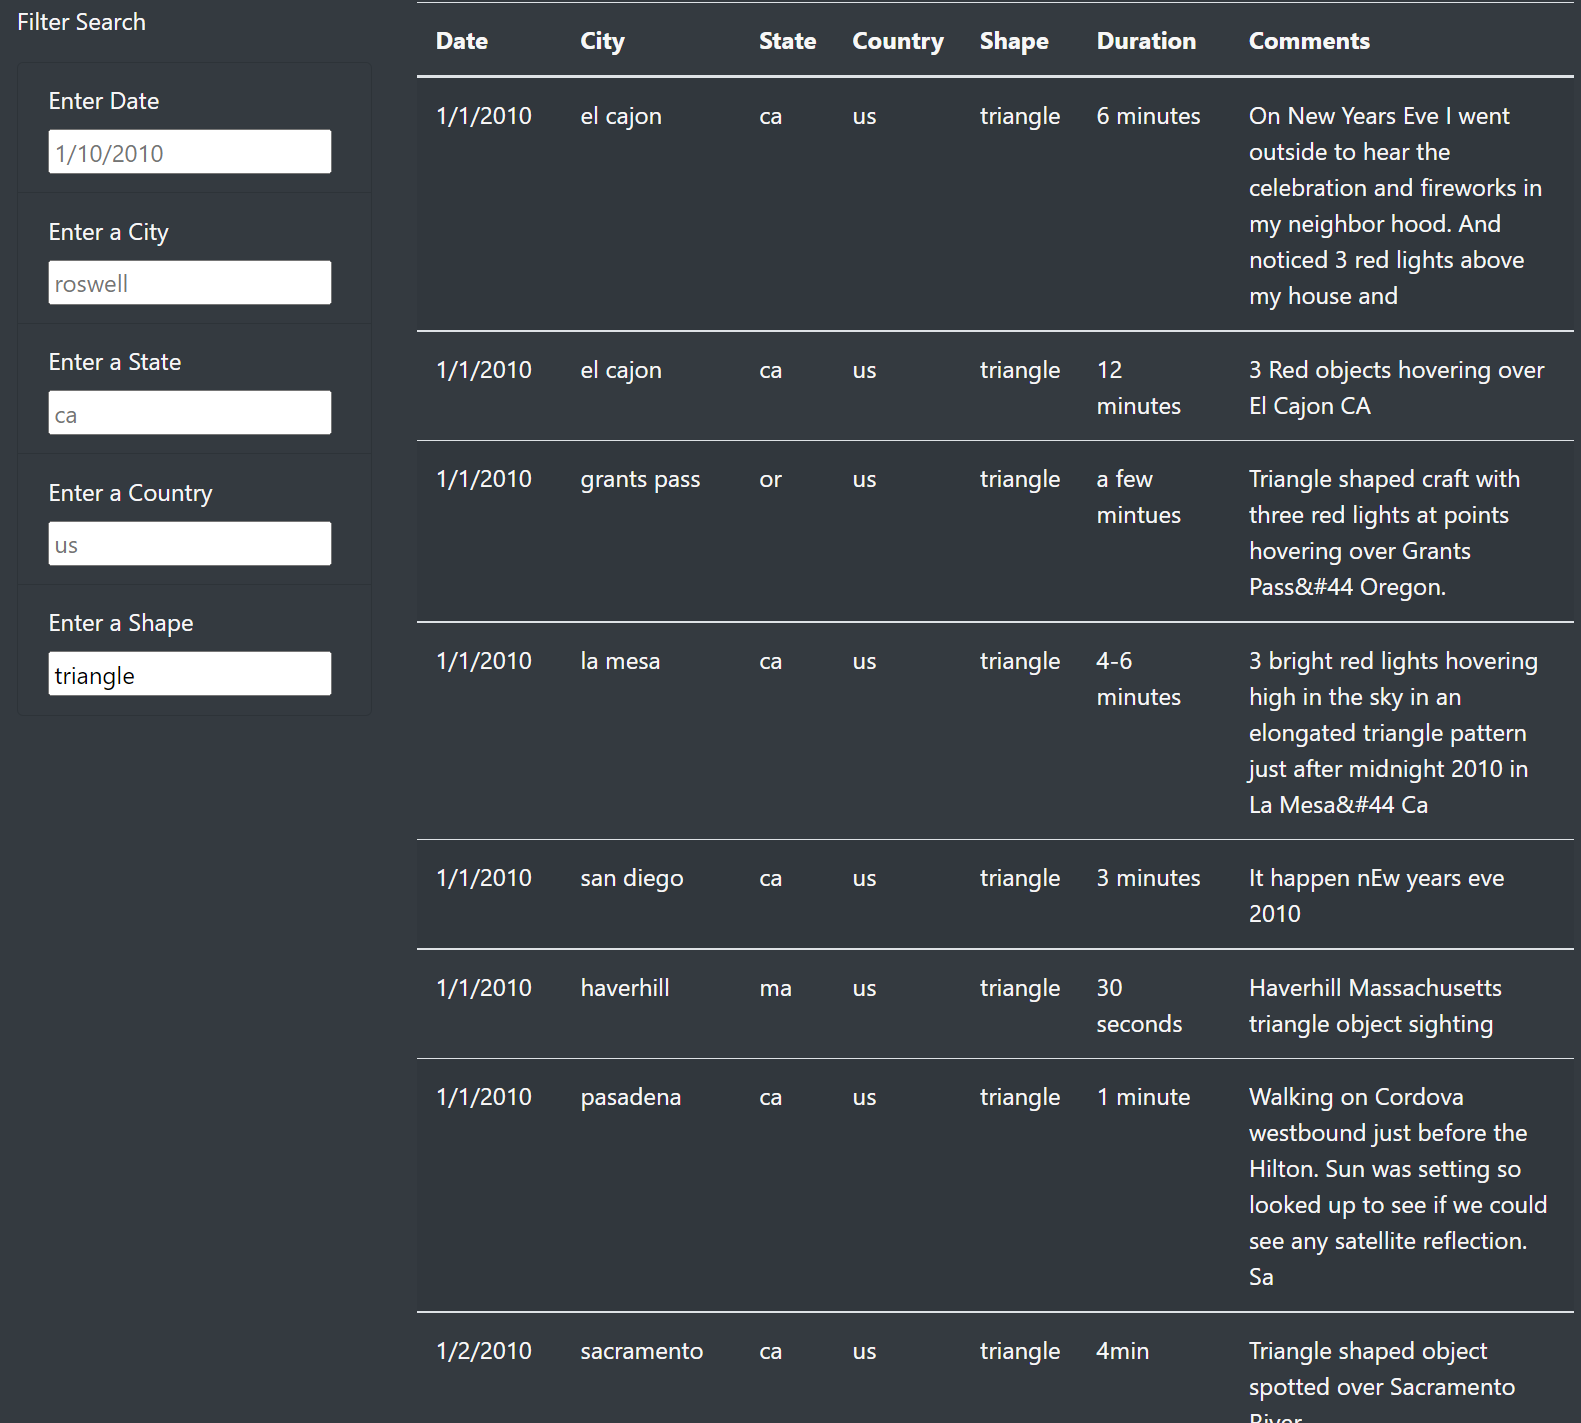 Filter Search
Enter Date
1/10/2010
Enter a City
roswell
Enter a State
ca
Enter a Country
us
Enter a Shape
triangle
Date City State Country Shape Duration Comments
1/1/2010 el cajon ca us triangle 6 minutes On New Years Eve I went
outside to hear the
celebration and fireworks in
my neighbor hood. And
noticed 3 red lights above
my house and
1/1/2010 el cajon ca us triangle 12 3 Red objects hovering over
minutes El Cajon CA
1/1/2010 grants pass or us triangle a few Triangle shaped craft with
mintues three red lights at points
hovering over Grants
Pass&#44 Oregon.
1/1/2010 la mesa ca us triangle 4-6 3 bright red lights hovering
minutes high in the sky in an
elongated triangle pattern
just after midnight 2010 in
La Mesa&#44 Ca
1/1/2010 san diego ca us triangle 3 minutes It happen nEw years eve
2010
1/1/2010 haverhill ma us triangle 30 Haverhill Massachusetts
seconds triangle object sighting
1/1/2010 pasadena ca us triangle 1 minute Walking on Cordova
westbound just before the
Hilton. Sun was setting so
looked up to see if we could
see any satellite reflection.
Sa
1/2/2010 sacramento ca us triangle 4min Triangle shaped object
spotted over Sacramento
River